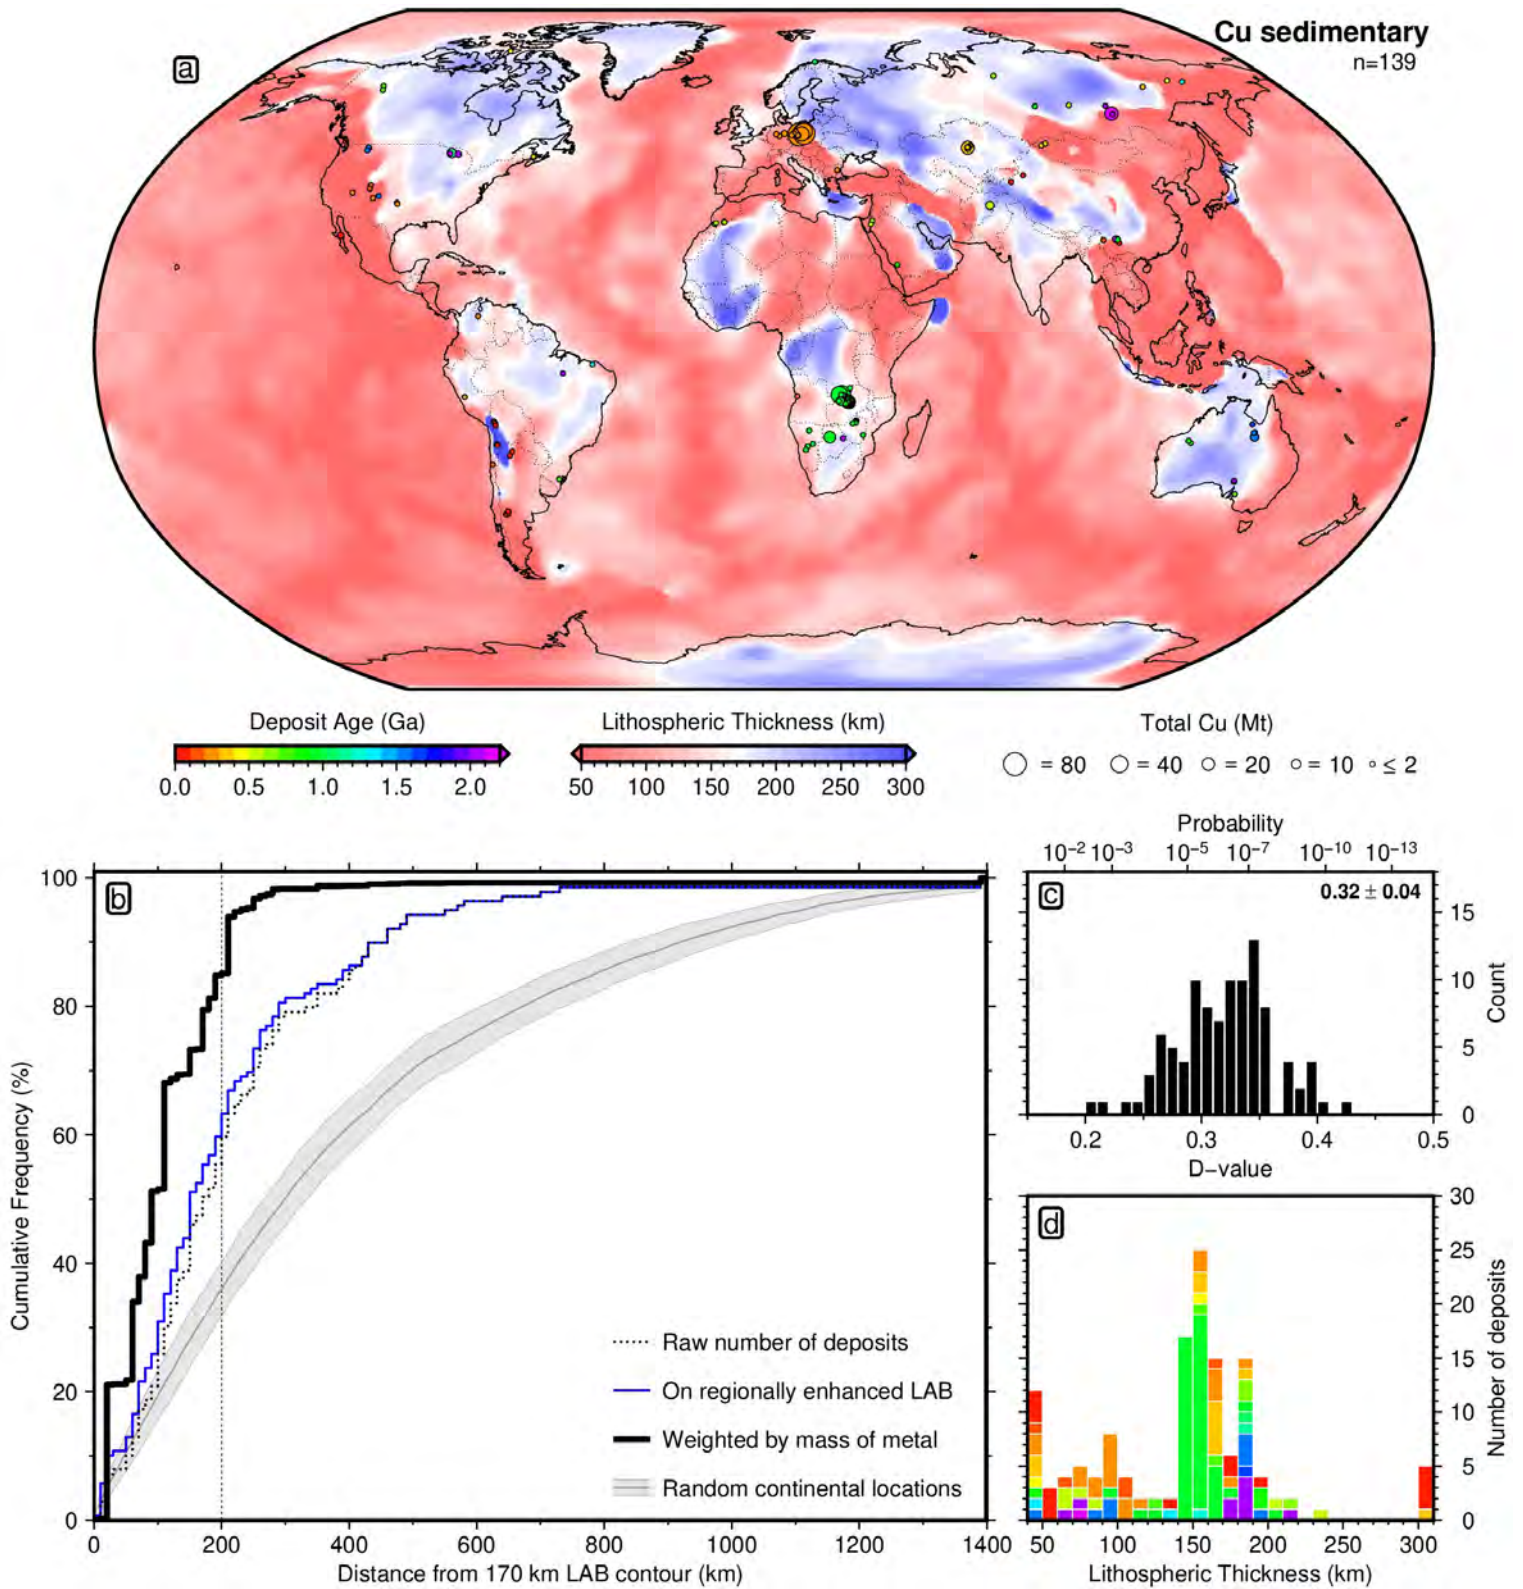 a
Cu sedimentary
n=139
Deposit Age (Ga)
0.0 0.5 1.0 1.5 2.0
Lithospheric Thickness (km)
50 100 150 200 250 300
Total Cu (Mt)
= 80 = 40 = 20 = 10 ≤ 2
b
100
80
60
40
20
0
Cumulative Frequency (%)
Raw number of deposits
On regionally enhanced LAB
Weighted by mass of metal
Random continental locations
0 200 400 600 800 1000 1200 1400
Distance from 170 km LAB contour (km)
Probability
10−2 10−3 10−5 10−7 10−10 10−13
c
0.32 ± 0.04
15
10
5
0
Count
0.2 0.3 0.4 0.5
D−value
d
30
25
20
15
10
5
0
Number of deposits
50 100 150 200 250 300
Lithospheric Thickness (km)